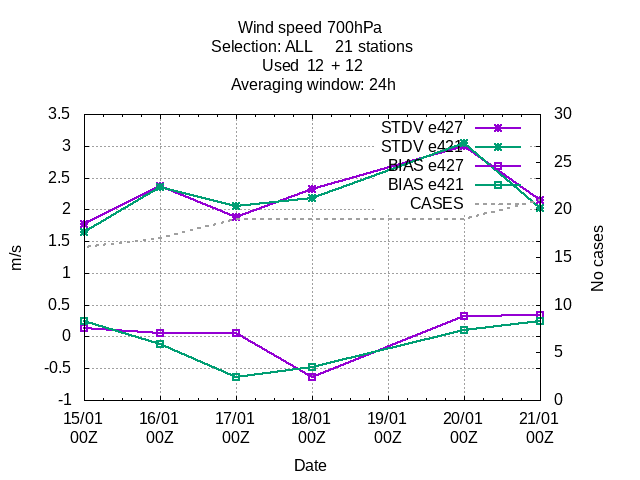 Wind speed 700hPa
Selection: ALL 21 stations
Used 12 + 12
Averaging window: 24h
3.5
3
2.5
2
1.5
1
0.5
0
-0.5
-1
m/s
STDV e427
STDV e421
BIAS e427
BIAS e421
CASES
30
25
20
15
10
5
0
No cases
15/01 16/01 17/01 18/01 19/01 20/01 21/01
00Z 00Z 00Z 00Z 00Z 00Z 00Z
Date